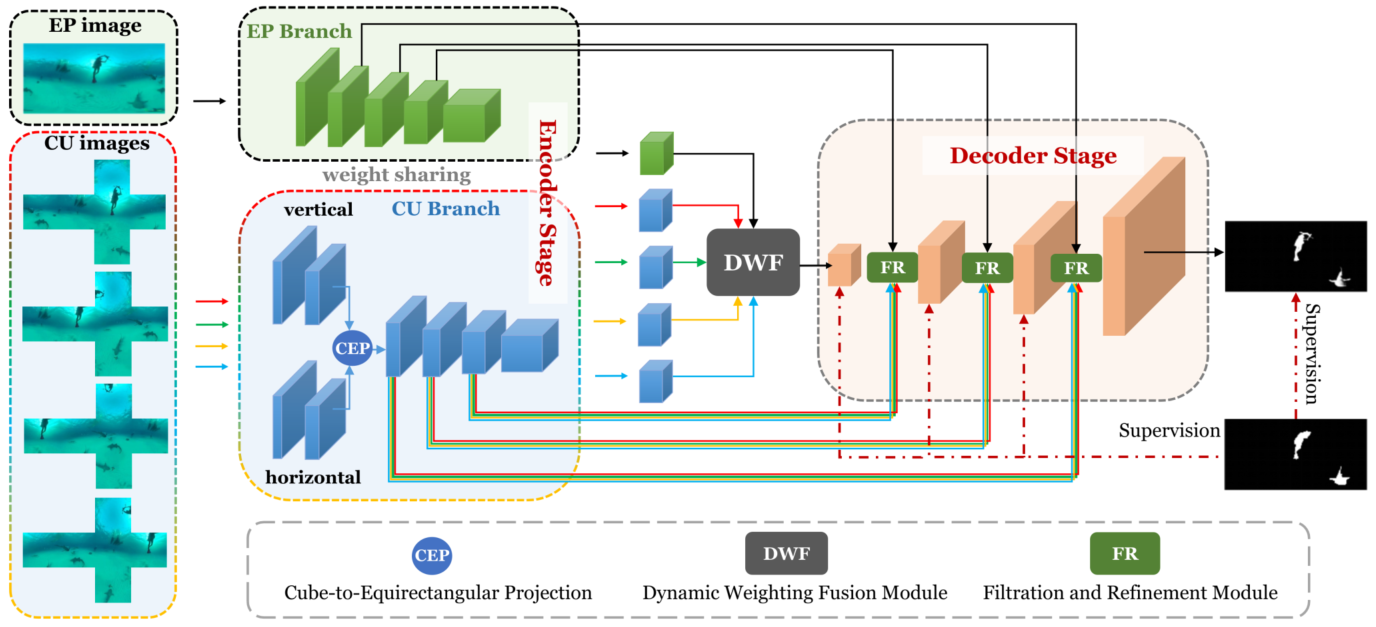 EP image
CU images
EP Branch
Encoder Stage
weight sharing
vertical
CU Branch
CEP
horizontal
DWF
Decoder Stage
FR
FR
FR
Supervision
Supervision
CEP
Cube-to-Equirectangular Projection
DWF
Dynamic Weighting Fusion Module
FR
Filtration and Refinement Module